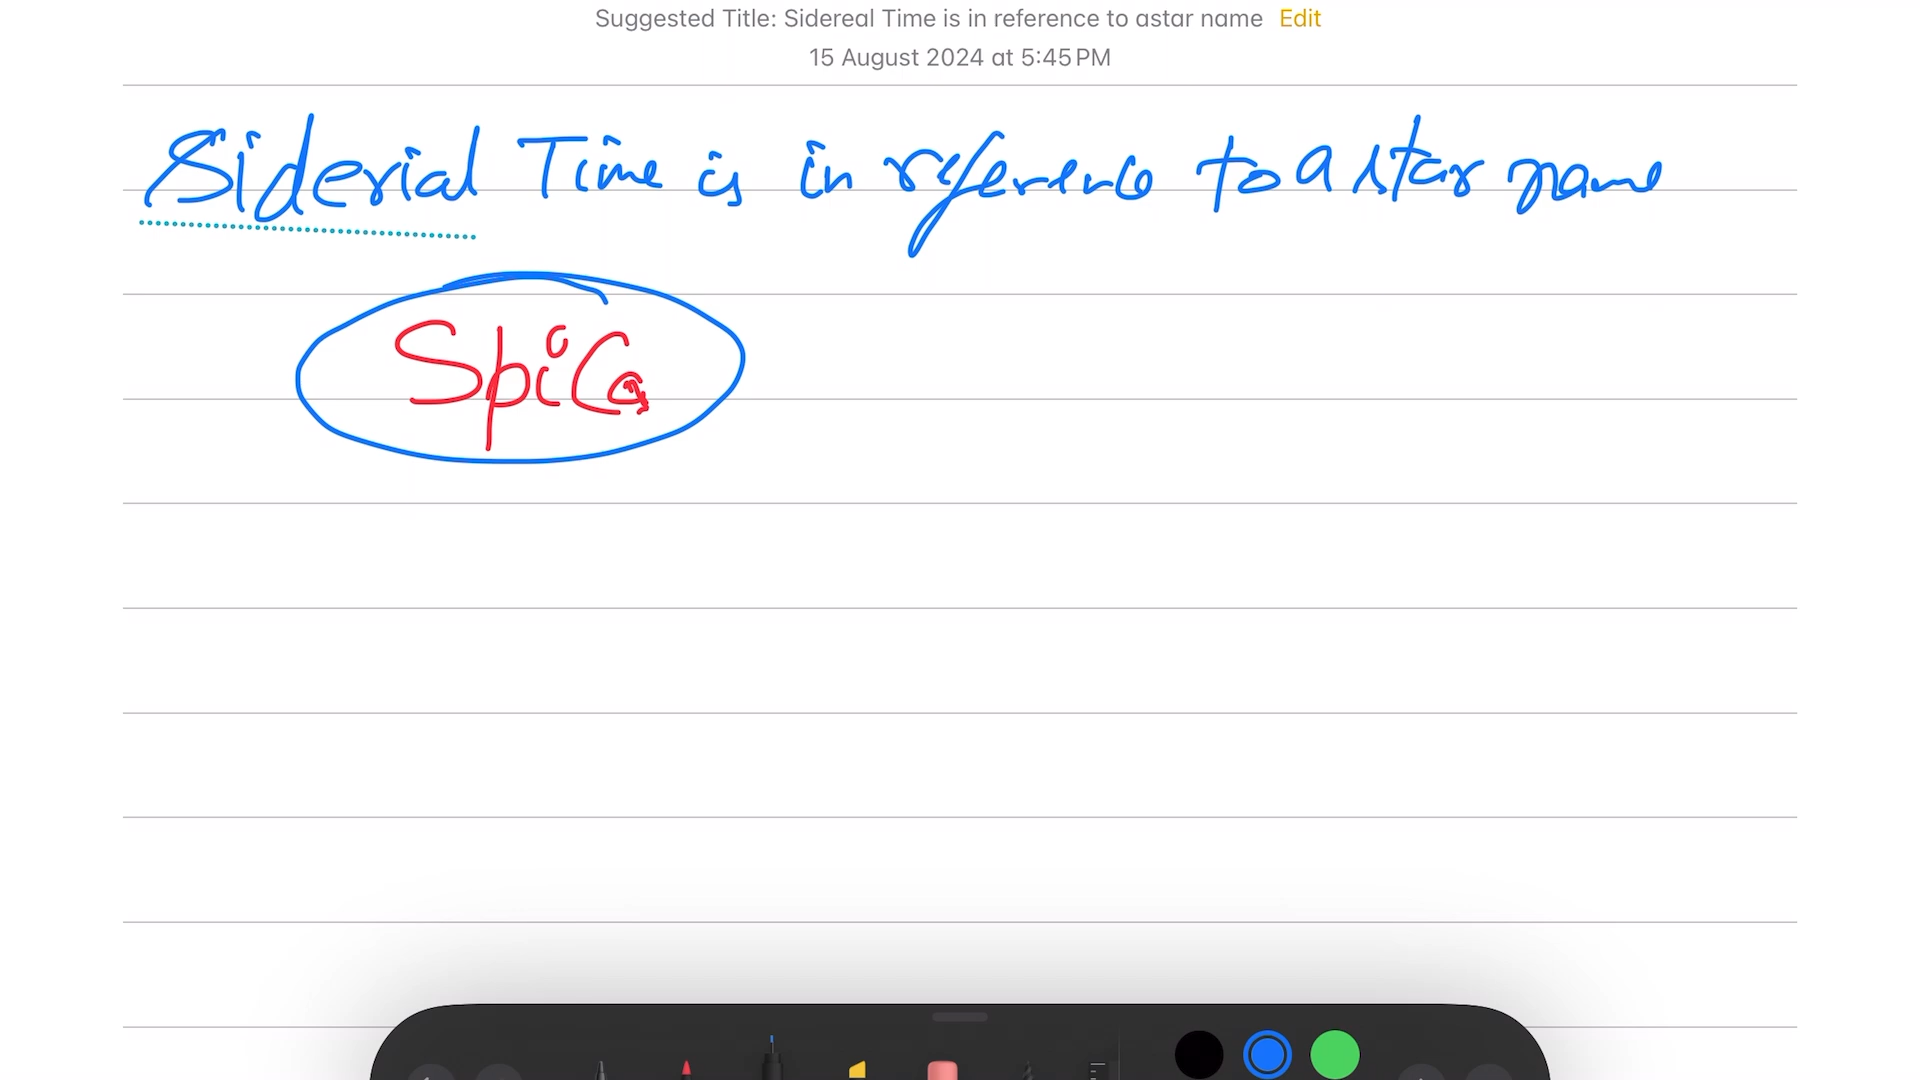 Suggested Title: Sidereal Time is in reference to astar name Edit
15 August 2024 at 5:45 PM
Siderial Time is in reference to a star name
Spica